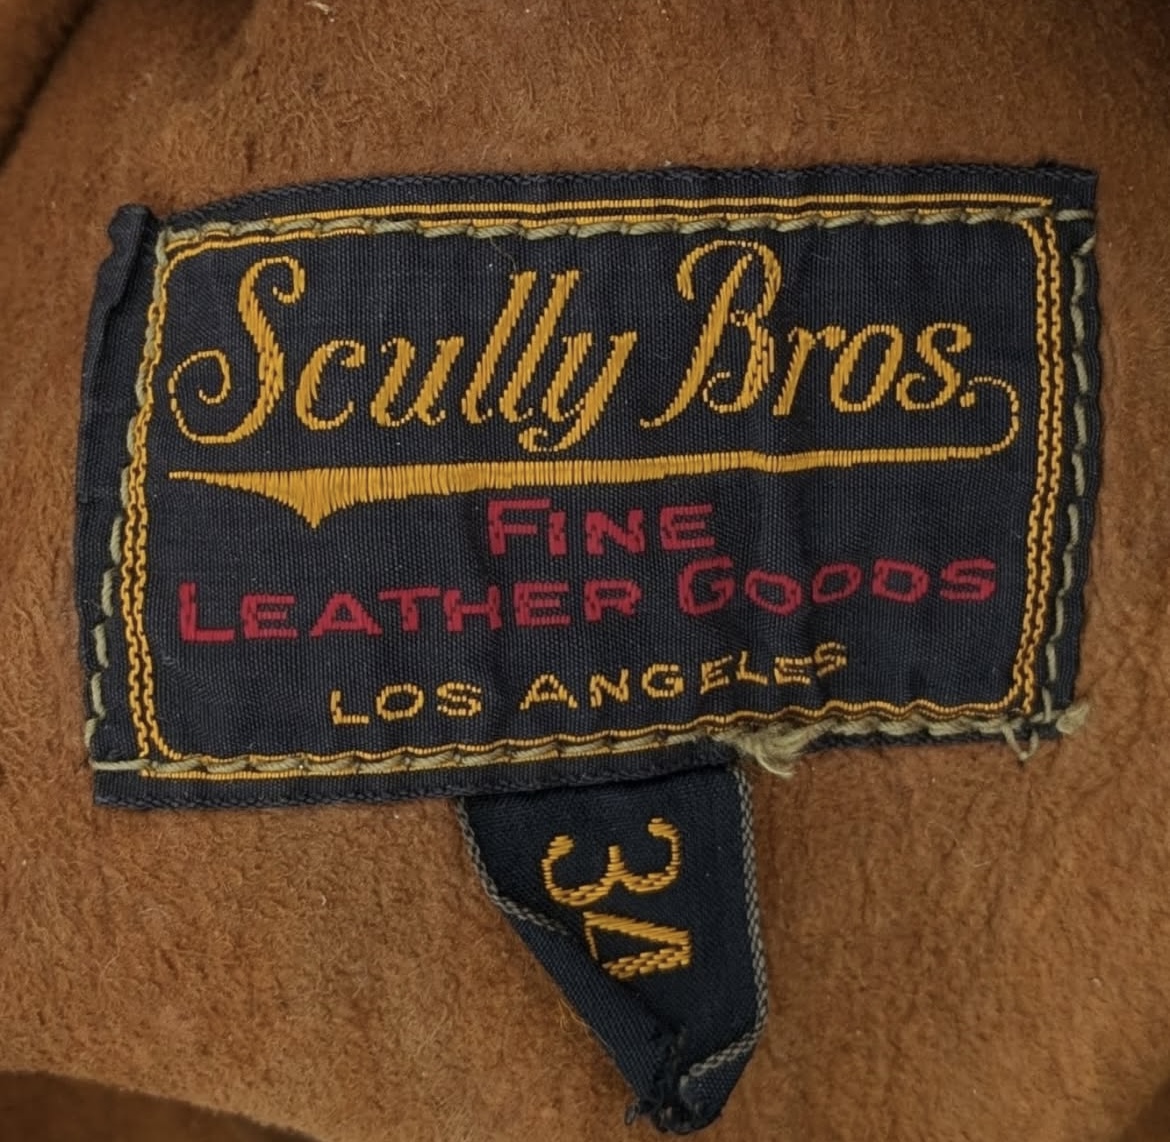 Scully Bros.
FINE
LEATHER GOODS
LOS ANGELES
34